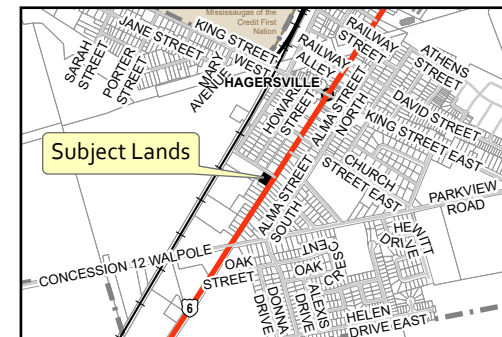 Mississaugas of the
Credit First
Nation
KING STREET
WEST
JANE STREET
SARAH
STREET
PORTER
STREET
MARY
AVENUE
HAGERSVILLE
RAILWAY
STREET
RAILWAY
ALLEY
HOWARD
STREET
ALMA STREET
NORTH
ATHENS
STREET
DAVID STREET
KING STREET EAST
CHURCH
STREET EAST
Subject Lands
ALMA STREET
SOUTH
PARKVIEW
ROAD
CONCESSION 12 WALPOLE
OAK
STREET
OAK
CRESCENT
HEWITT
DRIVE
DONNA
DRIVE
ALEXIS
DRIVE
HELEN
DRIVE EAST
6